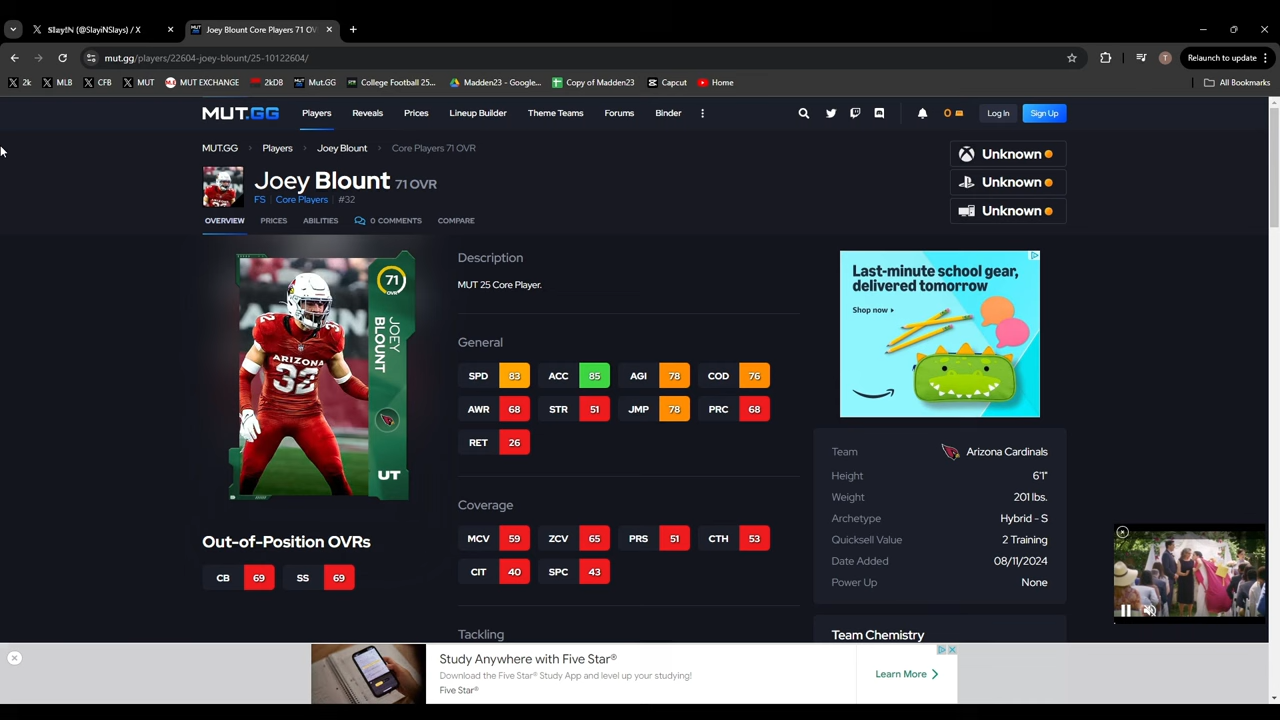 SlayIN (@SlayiNSlays) / X
Joey Blount Core Players 71 OV
mut.gg/players/22604-joey-blount/25-10122604/
T
Relaunch to update
2k
MLB
CFB
MUT
MUT EXCHANGE
2kDB
Mut.GG
College Football 25...
Madden23 - Google...
Copy of Madden23
Capcut
Home
All Bookmarks
MUT.GG
Players
Reveals
Prices
Lineup Builder
Theme Teams
Forums
Binder
0
Log In
Sign Up
MUT.GG
Players
Joey Blount
Core Players 71 OVR
Joey Blount 71 OVR
FS
Core Players
#32
Unknown
Unknown
Unknown
OVERVIEW
PRICES
ABILITIES
0 COMMENTS
COMPARE
71
OVR
JOEY
BLOUNT
ARIZONA
32
UT
Out-of-Position OVRs
CB 69
SS 69
Description
MUT 25 Core Player.
General
SPD 83 ACC 85 AGI 78 COD 76
AWR 68 STR 51 JMP 78 PRC 68
RET 26
Coverage
MCV 59 ZCV 65 PRS 51 CTH 53
CIT 40 SPC 43
Tackling
Last-minute school gear,
delivered tomorrow
Shop now
Team Arizona Cardinals
Height 6'1"
Weight 201 lbs.
Archetype Hybrid - S
Quicksell Value 2 Training
Date Added 08/11/2024
Power Up None
Team Chemistry
Study Anywhere with Five Star®
Download the Five Star® Study App and level up your studying!
Five Star®
Learn More